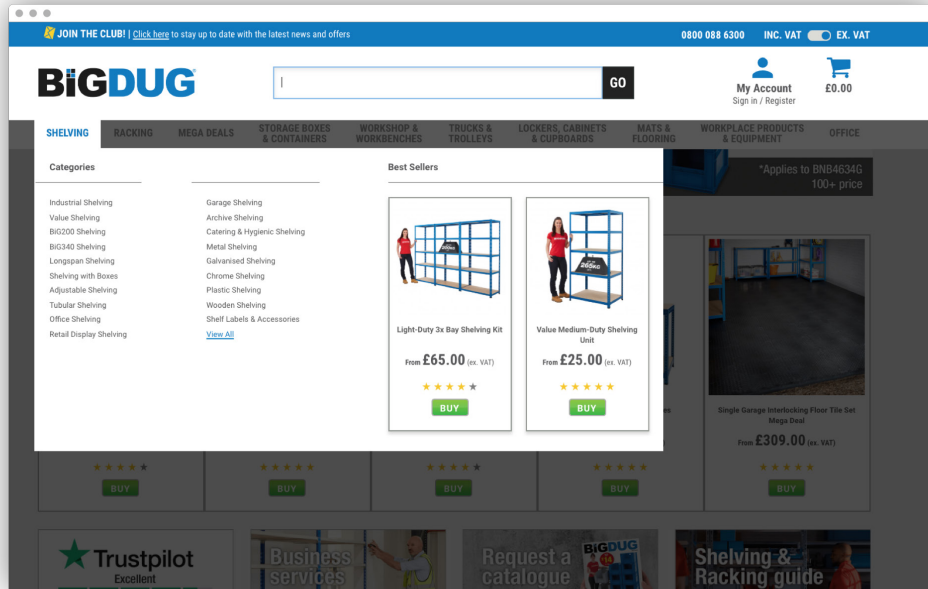 JOIN THE CLUB! | Click here to stay up to date with the latest news and offers
0800 088 6300 INC. VAT EX. VAT
BiGDUG
GO
My Account
Sign in / Register
£0.00
SHELVING
RACKING
MEGA DEALS
STORAGE BOXES
& CONTAINERS
WORKSHOP &
WORKBENCHES
TRUCKS &
TROLLEYS
LOCKERS, CABINETS
& CUPBOARDS
MATS &
FLOORING
WORKPLACE PRODUCTS
& EQUIPMENT
OFFICE
*Applies to BNB4634G
100+ price
Categories
Industrial Shelving
Value Shelving
BiG200 Shelving
BiG340 Shelving
Longspan Shelving
Shelving with Boxes
Adjustable Shelving
Tubular Shelving
Office Shelving
Retail Display Shelving
Garage Shelving
Archive Shelving
Catering & Hygienic Shelving
Metal Shelving
Galvanised Shelving
Chrome Shelving
Plastic Shelving
Wooden Shelving
Shelf Labels & Accessories
View All
Best Sellers
Light-Duty 3x Bay Shelving Kit
From £65.00 (ex. VAT)
BUY
265KG
Value Medium-Duty Shelving
Unit
From £25.00 (ex. VAT)
BUY
Single Garage Interlocking Floor Tile Set
Mega Deal
From £309.00 (ex. VAT)
BUY
BUY
BUY
BUY
BUY
Trustpilot
Excellent
Business
services
Request a
catalogue
BiGDUG
Shelving &
Racking guide